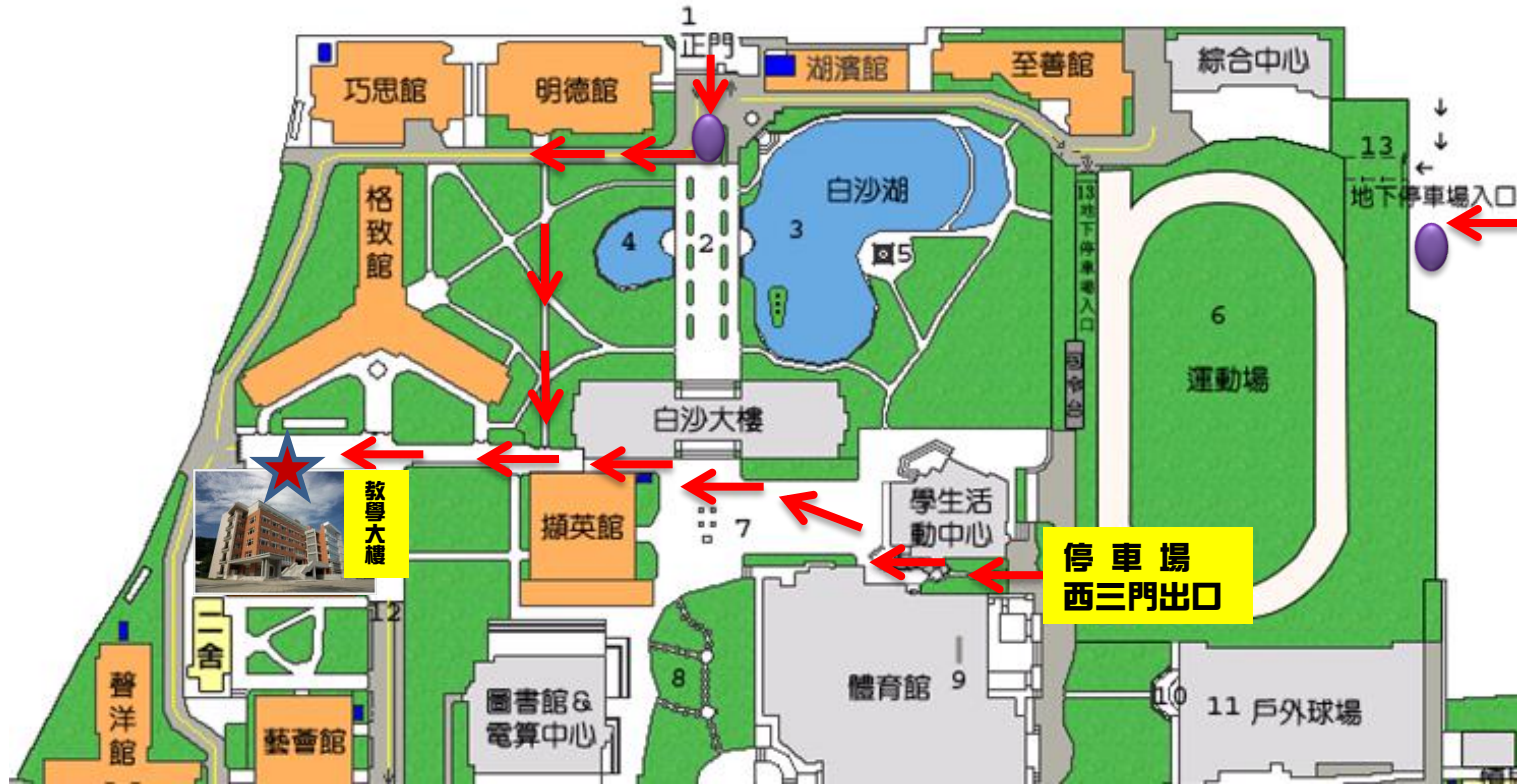 1
正門
巧思館
明德館
湖濱館
至善館
綜合中心
13
地下停車場入口
格致館
4
2
3
白沙湖
5
13地下停車場入口
司令台
6
運動場
白沙大樓
教學大樓
擷英館
7
學生活
動中心
停車場
西三門出口
二舍
12
聲洋館
藝薈館
圖書館&
電算中心
8
體育館
9
10
11
戶外球場